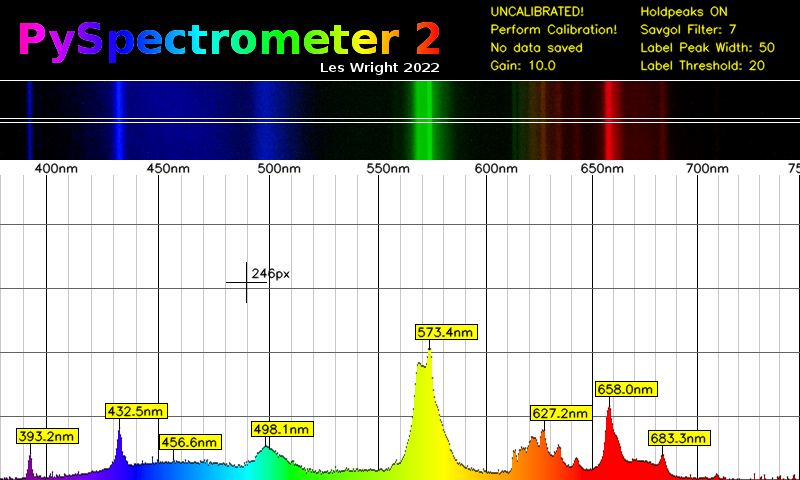 PySpectrometer 2
Les Wright 2022
UNCALIBRATED!
Perform Calibration!
No data saved
Gain: 10.0
Holdpeaks ON
Savgol Filter: 7
Label Peak Width: 50
Label Threshold: 20
400nm 450nm 500nm 550nm 600nm 650nm 700nm 75
246px
573.4nm
658.0nm
432.5nm
627.2nm
498.1nm
393.2nm
456.6nm
683.3nm